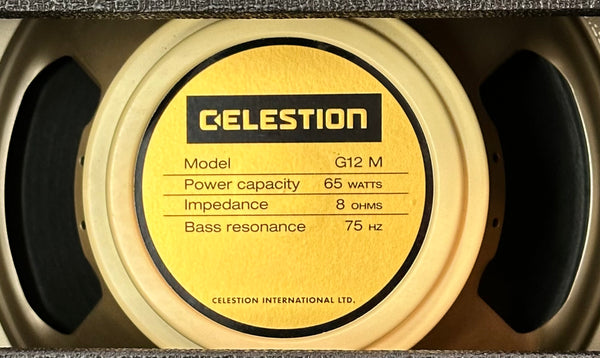 CELESTION
Model G12 M
Power capacity 65 WATTS
Impedance 8 OHMS
Bass resonance 75 HZ
CELESTION INTERNATIONAL LTD.